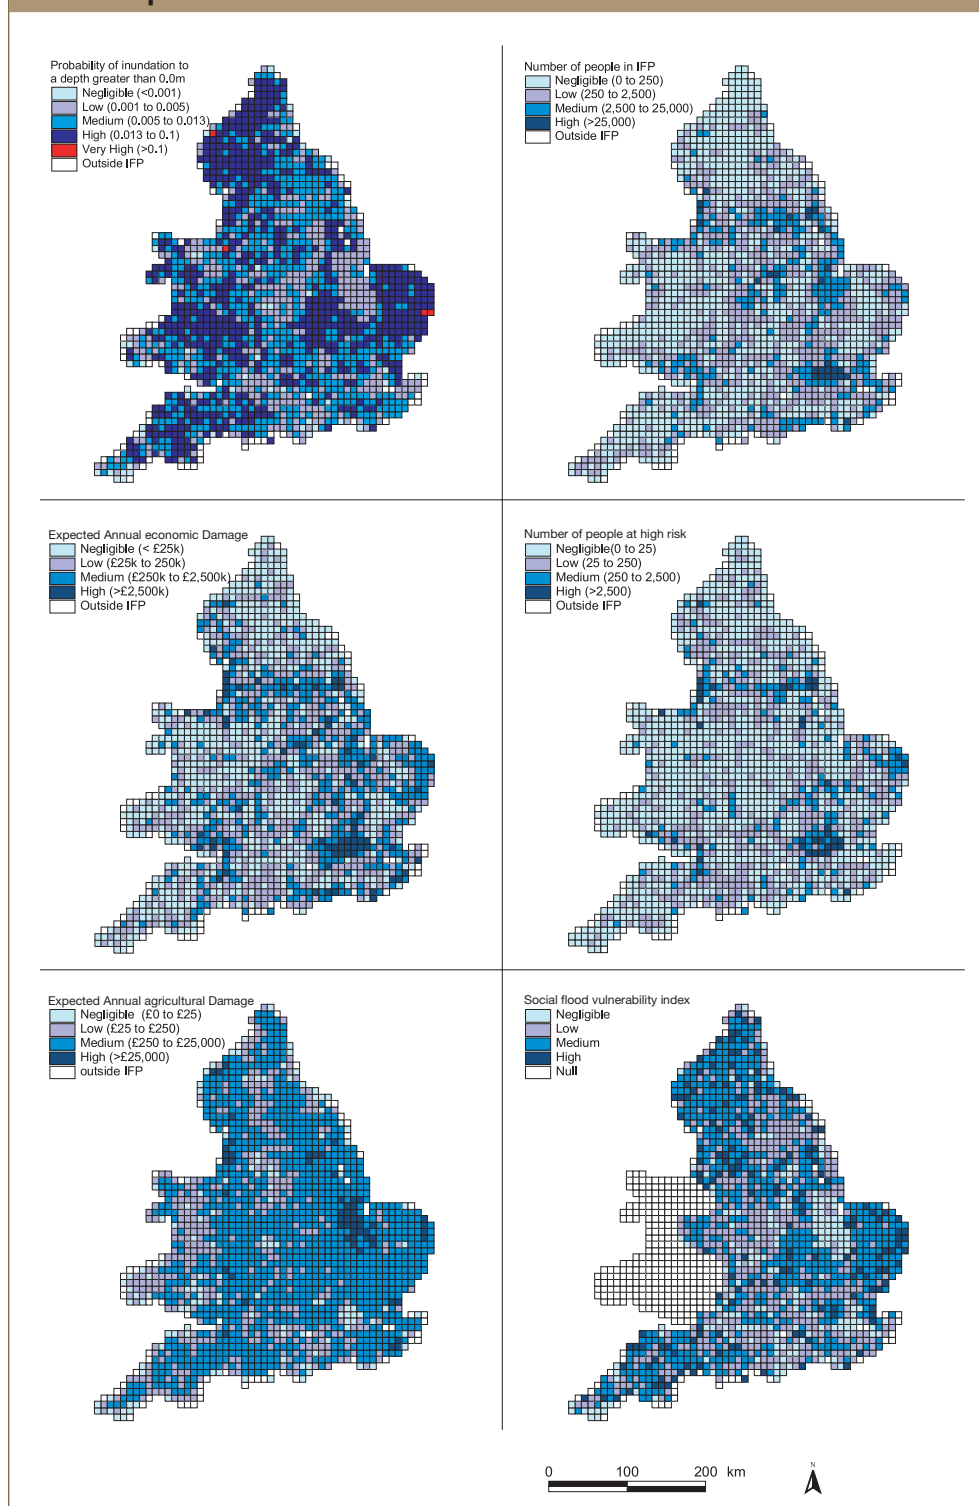 Probability of inundation to
a depth greater than 0.0m
Negligible (<0.001)
Low (0.001 to 0.005)
Medium (0.005 to 0.013)
High (0.013 to 0.1)
Very High (>0.1)
Outside IFP
Number of people in IFP
Negligible (0 to 250)
Low (250 to 2,500)
Medium (2,500 to 25,000)
High (>25,000)
Outside IFP
Expected Annual economic Damage
Negligible (< £25k)
Low (£25k to 250k)
Medium (£250k to £2,500k)
High (>£2,500k)
Outside IFP
Number of people at high risk
Negligible(0 to 25)
Low (25 to 250)
Medium (250 to 2,500)
High (>2,500)
Outside IFP
Expected Annual agricultural Damage
Negligible (£0 to £25)
Low (£25 to £250)
Medium (£250 to £25,000)
High (>£25,000)
outside IFP
Social flood vulnerability index
Negligible
Low
Medium
High
Null
0 100 200 km
N